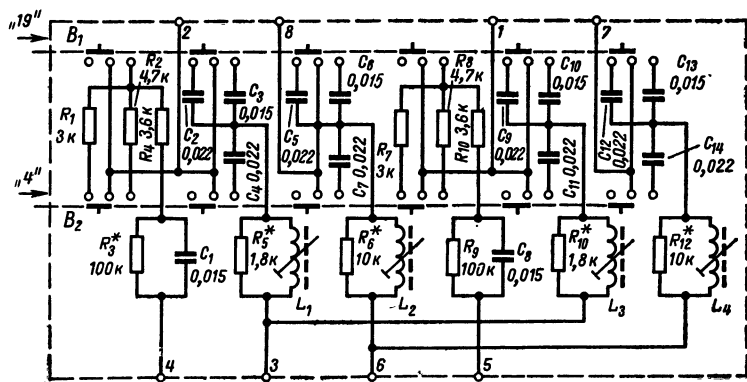 „19" B₁ 2 8 1 7
R₂ 4,7к C₆ 0,015 R₈ 4,7к C₁₀ 0,015 C₁₃ 0,015
R₁ 3к R₄ 3,6к C₂ 0,022 C₃ 0,015 C₄ 0,022 C₅ 0,022 C₇ 0,022 R₇ 3к R₁₀ 3,6к C₉ 0,022 C₁₁ 0,022 C₁₂ 0,022 C₁₄ 0,022
„4" B₂
R₃* 100к C₁ 0,015 R₅* 1,8к L₁ R₆* 10к L₂ R₉ 100к C₈ 0,015 R₁₀* 1,8к L₃ R₁₂* 10к L₄
4 3 6 5